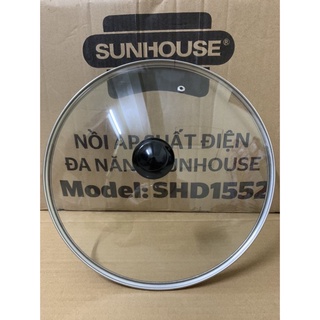 SUNHOUSE®
NỒI ÁP SUẤT ĐIỆN
ĐA NĂNG SUNHOUSE
Model: SHD1552